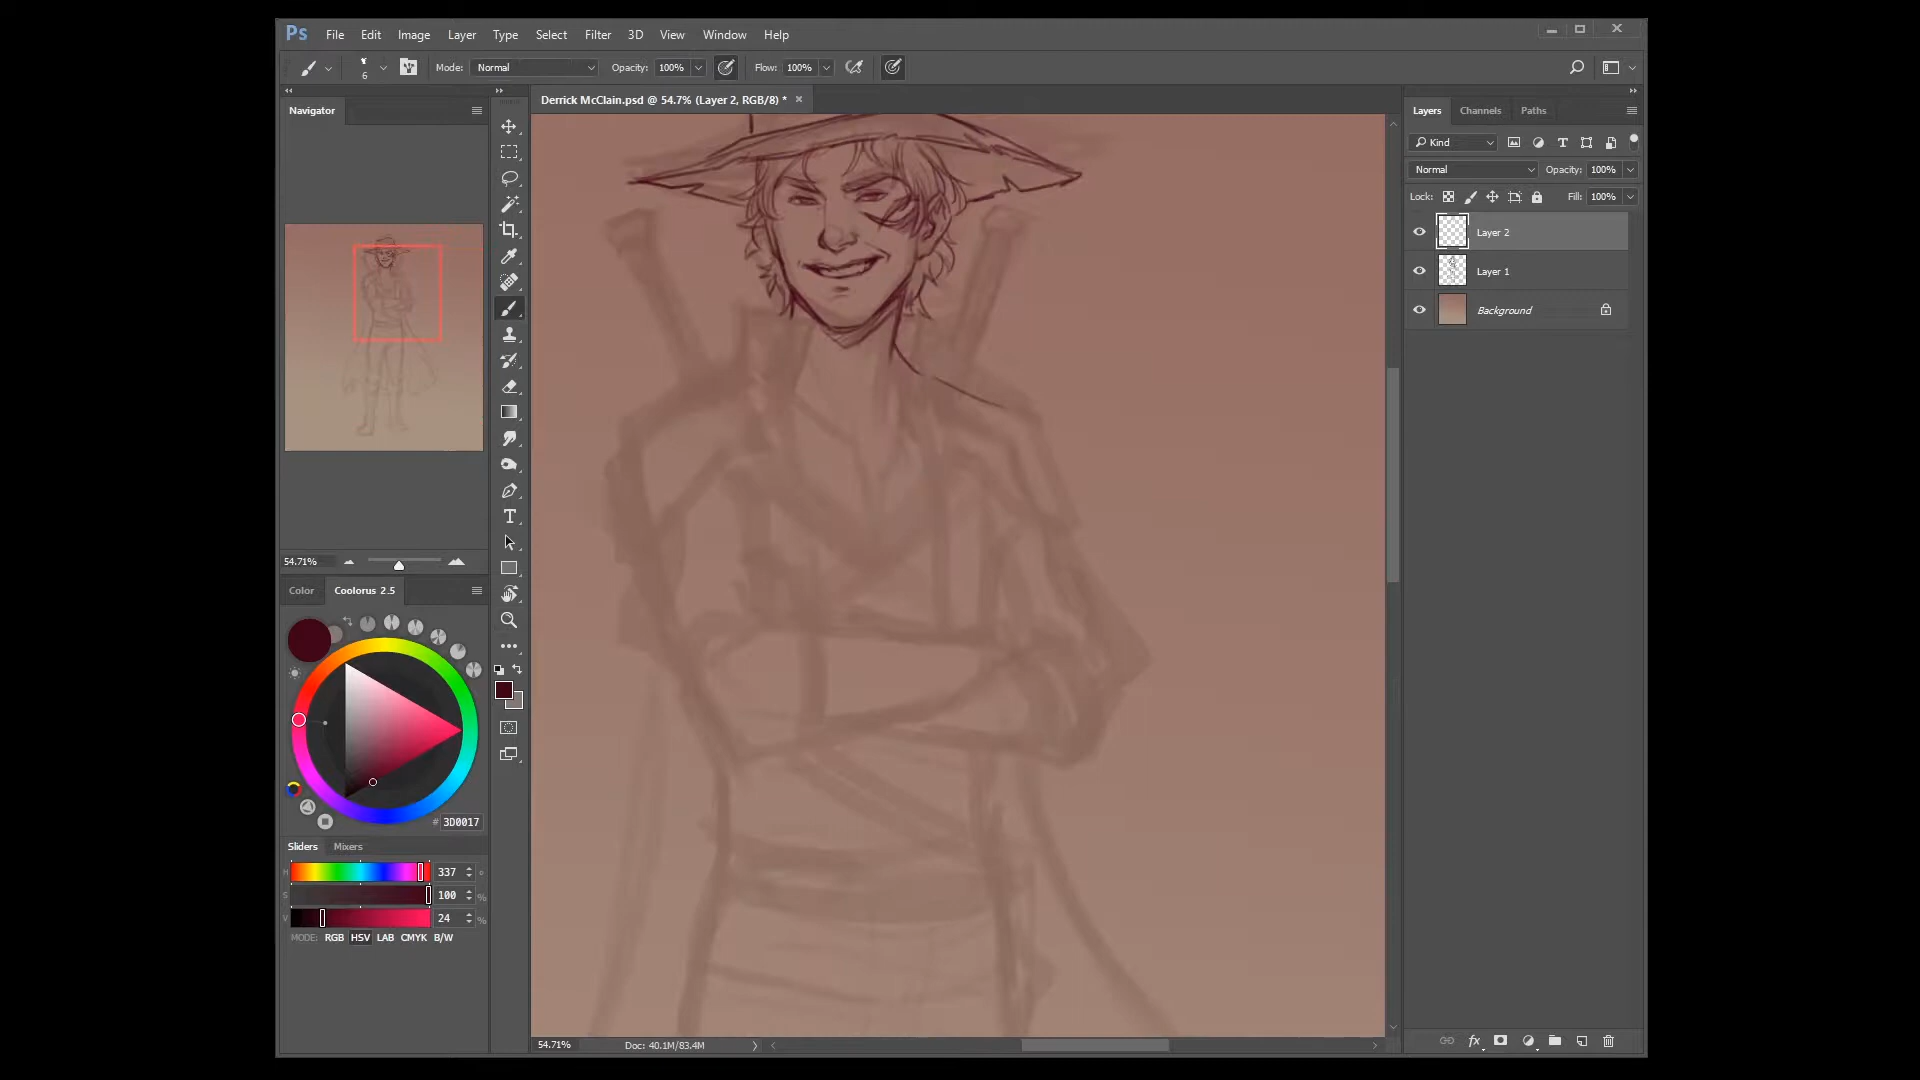 Ps File Edit Image Layer Type Select Filter 3D View Window Help
6 Mode: Normal Opacity: 100% Flow: 100%
Navigator
Derrick McClain.psd @ 54.7% (Layer 2, RGB/8) * ×
Layers Channels Paths
Kind
Normal Opacity: 100%
Lock: Fill: 100%
Layer 2
Layer 1
Background
54.71%
Color Coolorus 2.5
# 3D0017
Sliders Mixers
H 337 °
S 100 %
V 24 %
MODE: RGB HSV LAB CMYK B/W
54.71% Doc: 40.1M/83.4M
fx